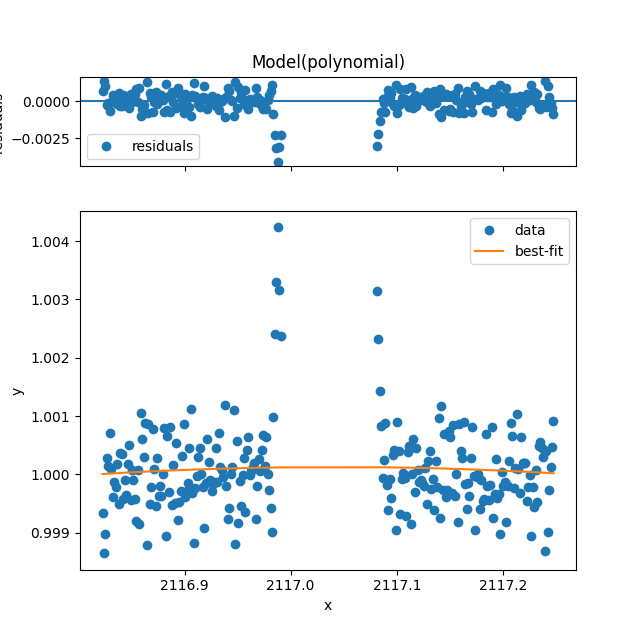 Model(polynomial)
0.0000
−0.0025
residuals
1.004
1.003
1.002
1.001
1.000
0.999
y
data
best-fit
2116.9
2117.0
2117.1
2117.2
x